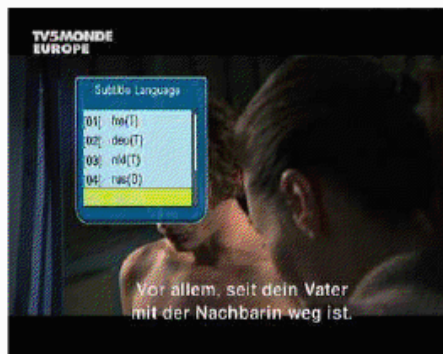 TV5MONDE
EUROPE
Subtitle Language
[01] fre(T)
[02] deu(T)
[03] nld(T)
[04] rus(D)
Vor allem, seit dein Vater
mit der Nachbarin weg ist.